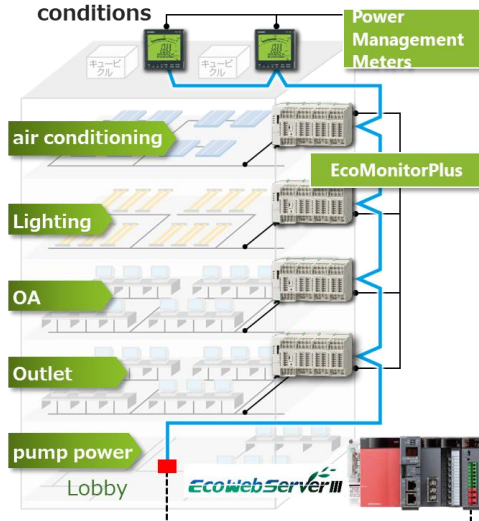 conditions
Power
Management
Meters
キュービ
クル
キュービ
クル
air conditioning
EcoMonitorPlus
Lighting
OA
Outlet
pump power
Lobby
EcoWebServerIII